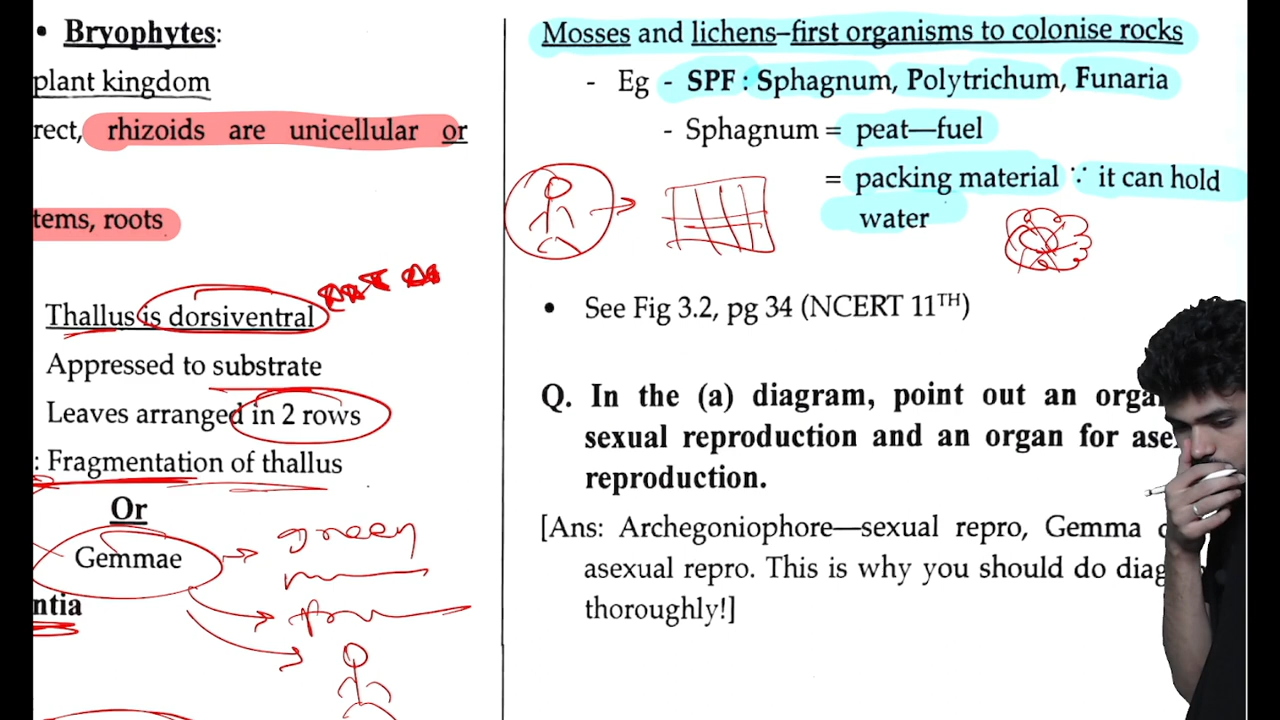 • Bryophytes:
plant kingdom
rect, rhizoids are unicellular or
tems, roots
Thallus is dorsiventral
Appressed to substrate
Leaves arranged in 2 rows
: Fragmentation of thallus
Or
Gemmae
green
ntia
Mosses and lichens–first organisms to colonise rocks
- Eg - SPF : Sphagnum, Polytrichum, Funaria
- Sphagnum = peat—fuel
= packing material ∵ it can hold
water
• See Fig 3.2, pg 34 (NCERT 11TH)
Q. In the (a) diagram, point out an orga
sexual reproduction and an organ for ase
reproduction.
[Ans: Archegoniophore—sexual repro, Gemma c
asexual repro. This is why you should do diag
thoroughly!]